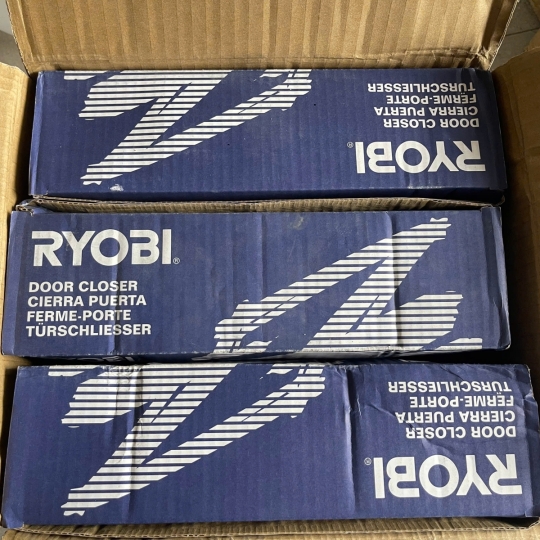 RYOBI®
DOOR CLOSER
CIERRA PUERTA
FERME-PORTE
TÜRSCHLIESSER
RYOBI®
DOOR CLOSER
CIERRA PUERTA
FERME-PORTE
TÜRSCHLIESSER
RYOBI®
DOOR CLOSER
CIERRA PUERTA
FERME-PORTE
TÜRSCHLIESSER